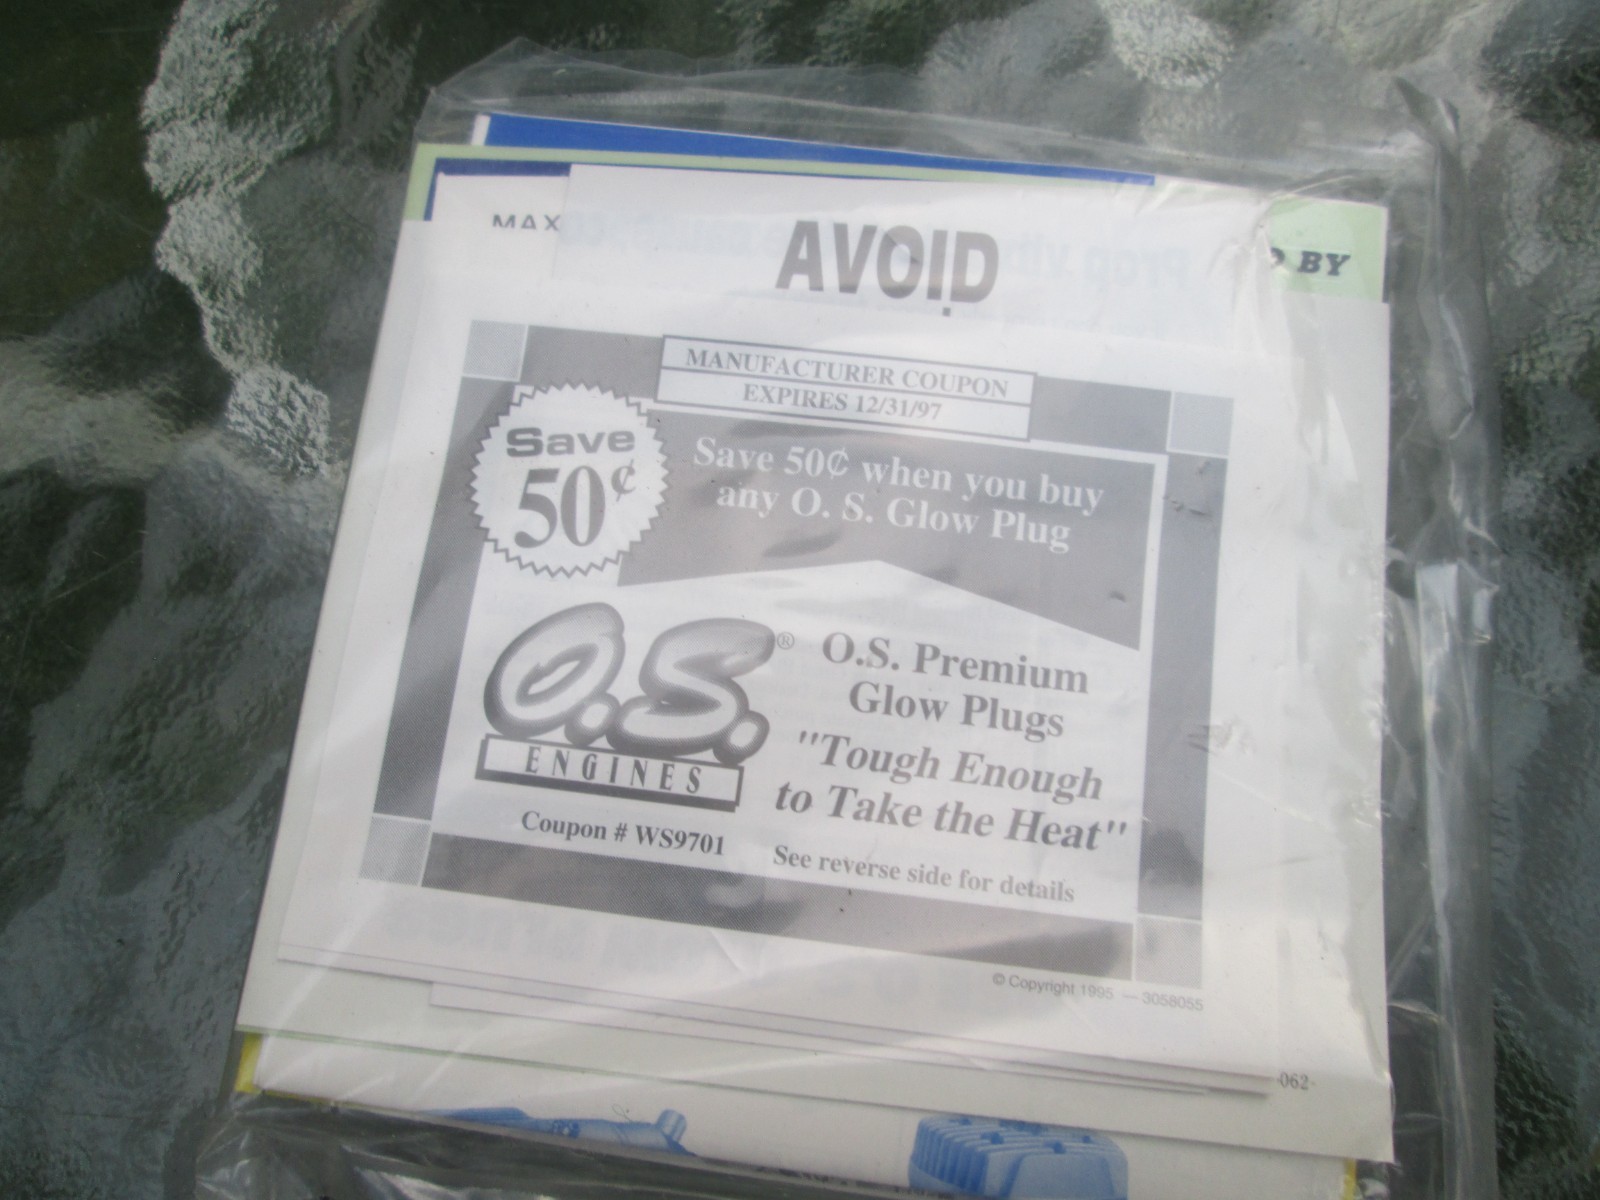 MAX
AVOID
BY
MANUFACTURER COUPON
EXPIRES 12/31/97
Save
50¢
Save 50¢ when you buy
any O. S. Glow Plug
O.S.®
ENGINES
O.S. Premium
Glow Plugs
"Tough Enough
to Take the Heat"
Coupon # WS9701
See reverse side for details
© Copyright 1995 — 3058055
062-